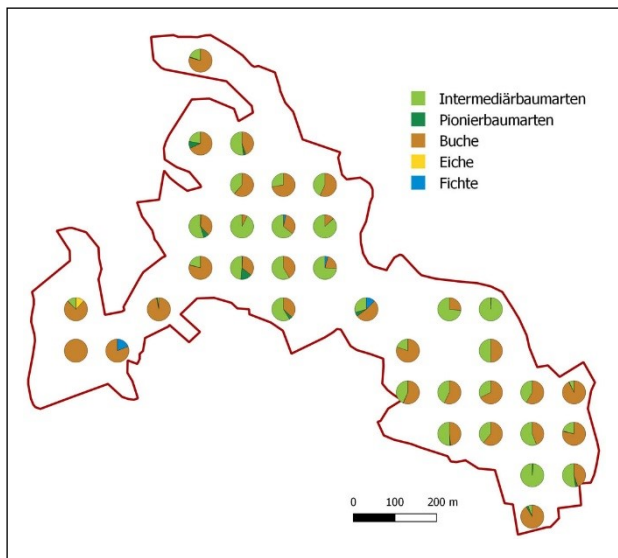 Intermediärbaumarten
Pionierbaumarten
Buche
Eiche
Fichte
0 100 200 m